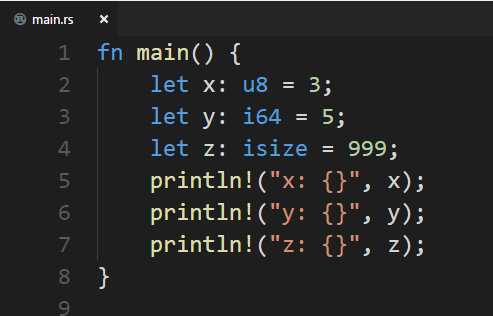 main.rs ×
1 fn main() {
2     let x: u8 = 3;
3     let y: i64 = 5;
4     let z: isize = 999;
5     println!("x: {}", x);
6     println!("y: {}", y);
7     println!("z: {}", z);
8 }
9